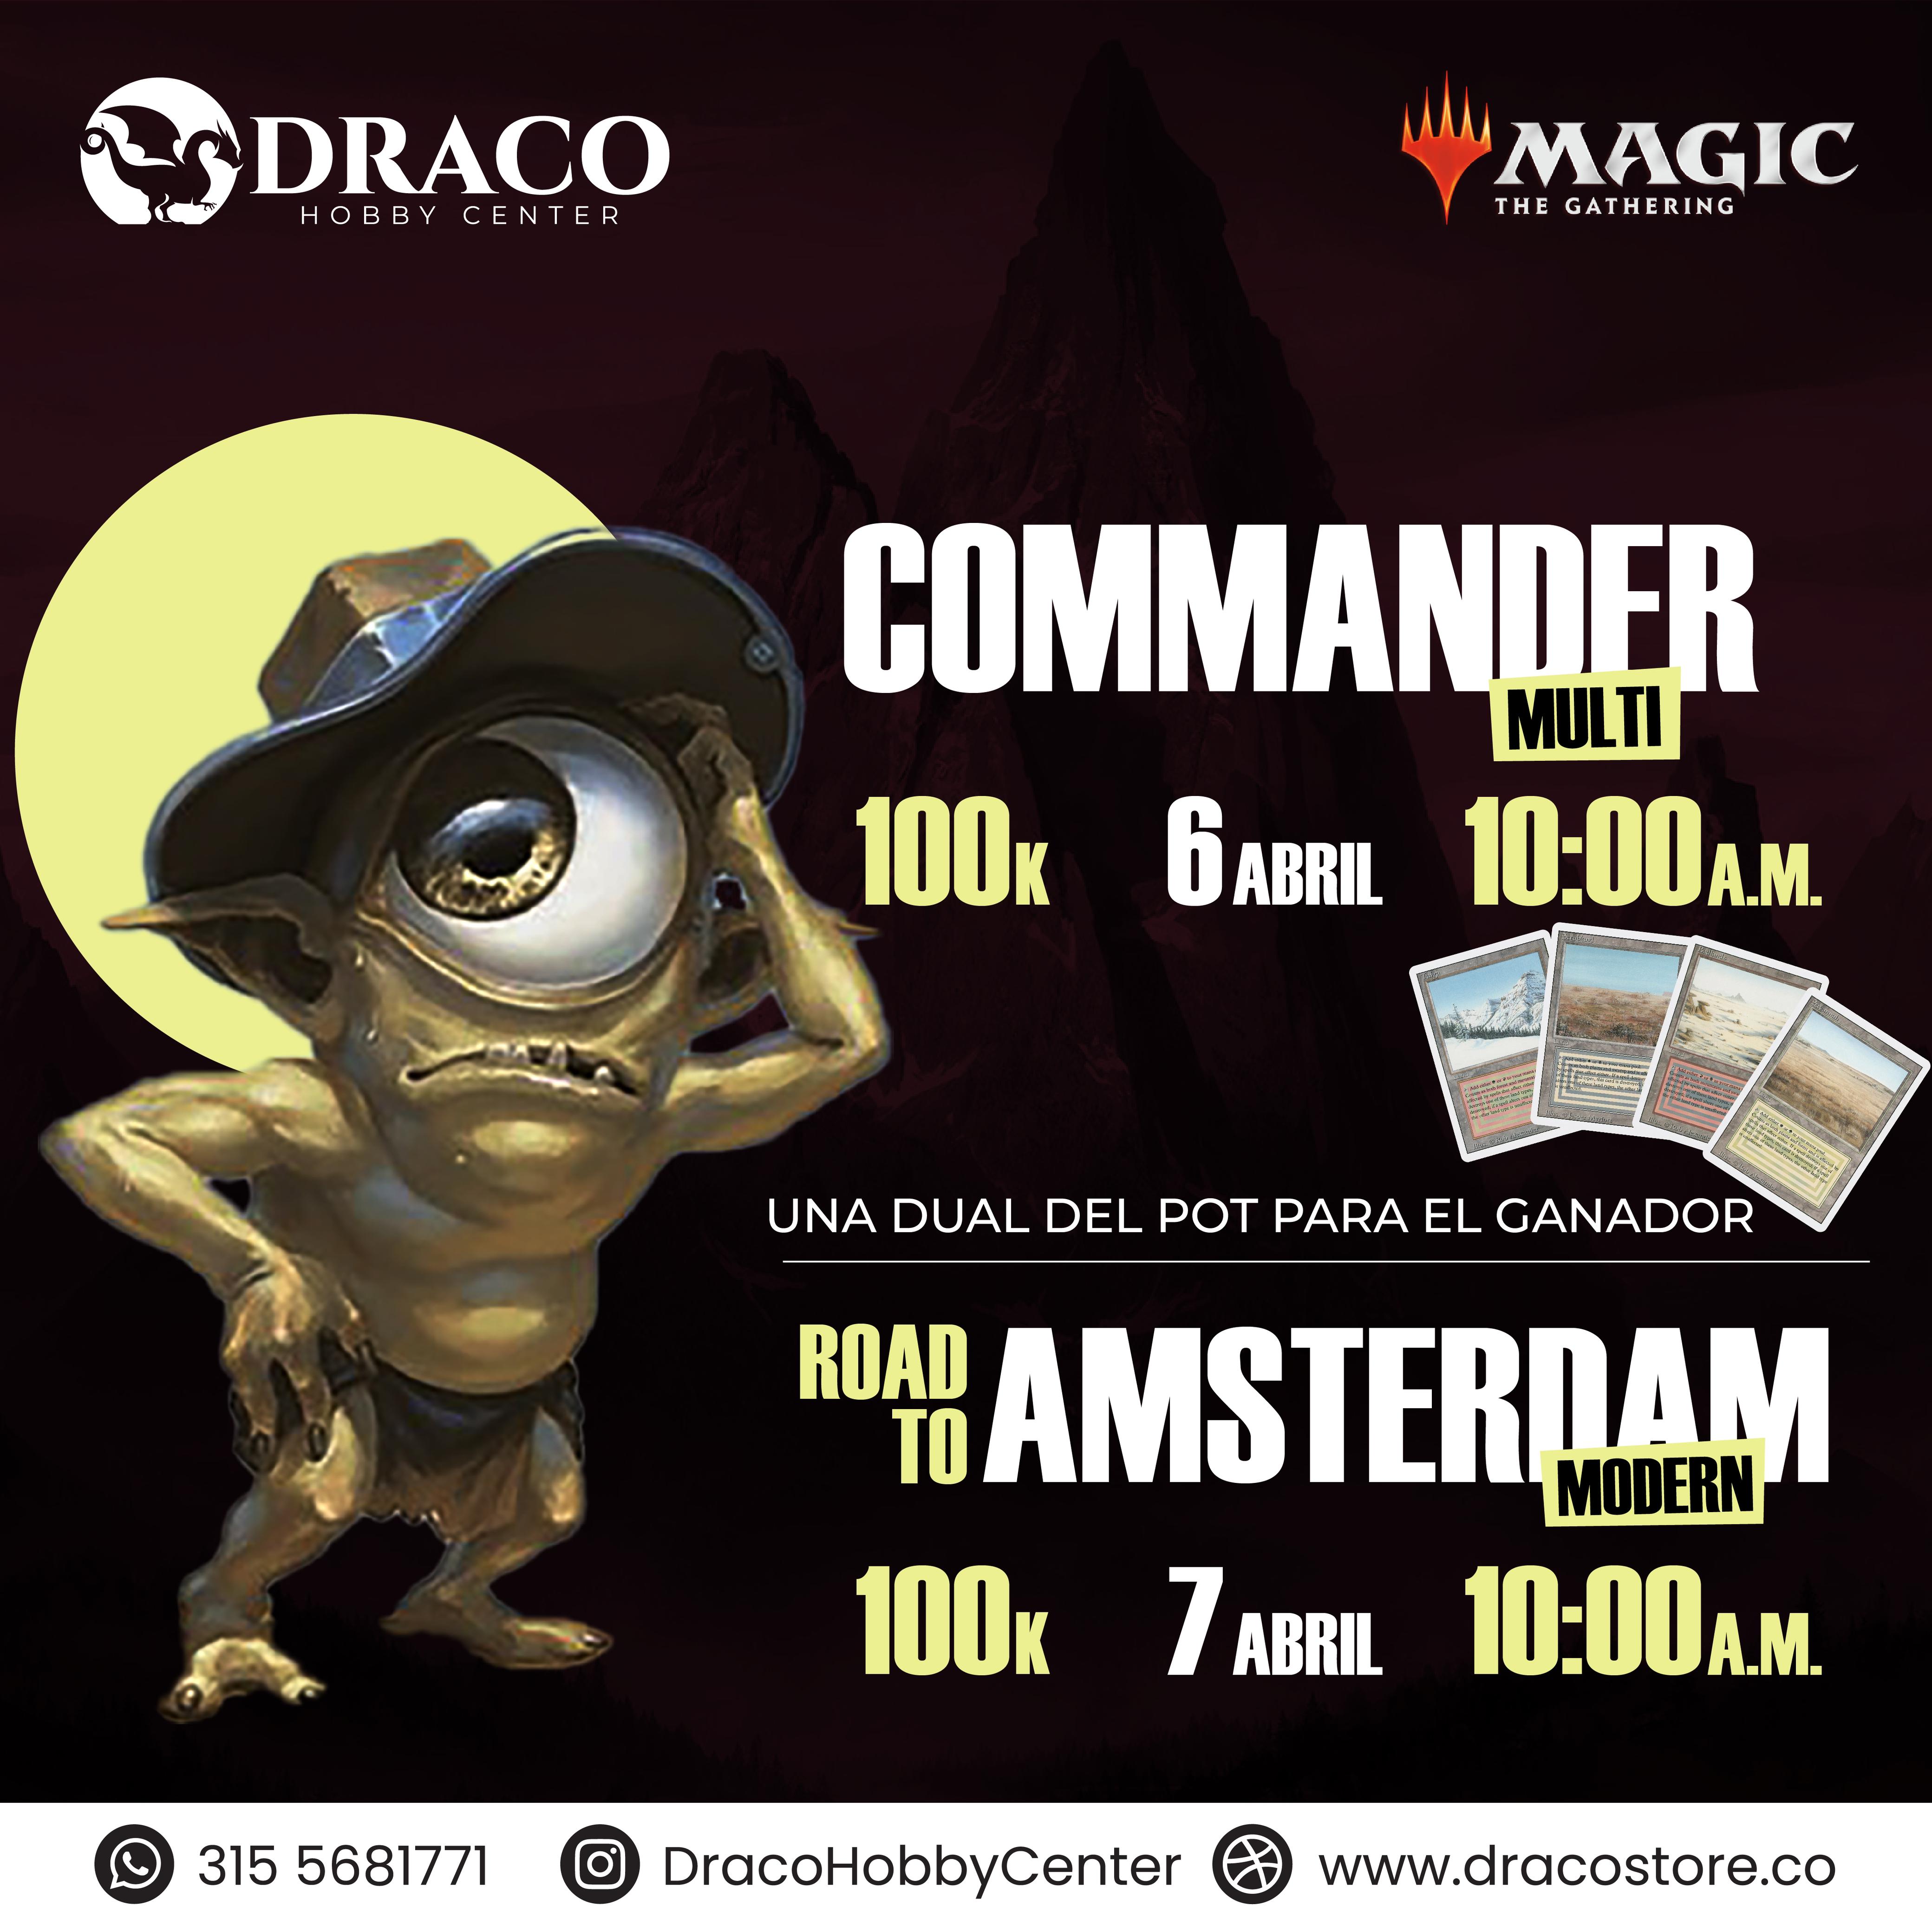 DRACO
HOBBY CENTER
MAGIC
THE GATHERING
COMMANDER
MULTI
100K 6 ABRIL 10:00 A.M.
UNA DUAL DEL POT PARA EL GANADOR
ROAD TO AMSTERDAM
MODERN
100K 7 ABRIL 10:00 A.M.
315 5681771 DracoHobbyCenter www.dracostore.co